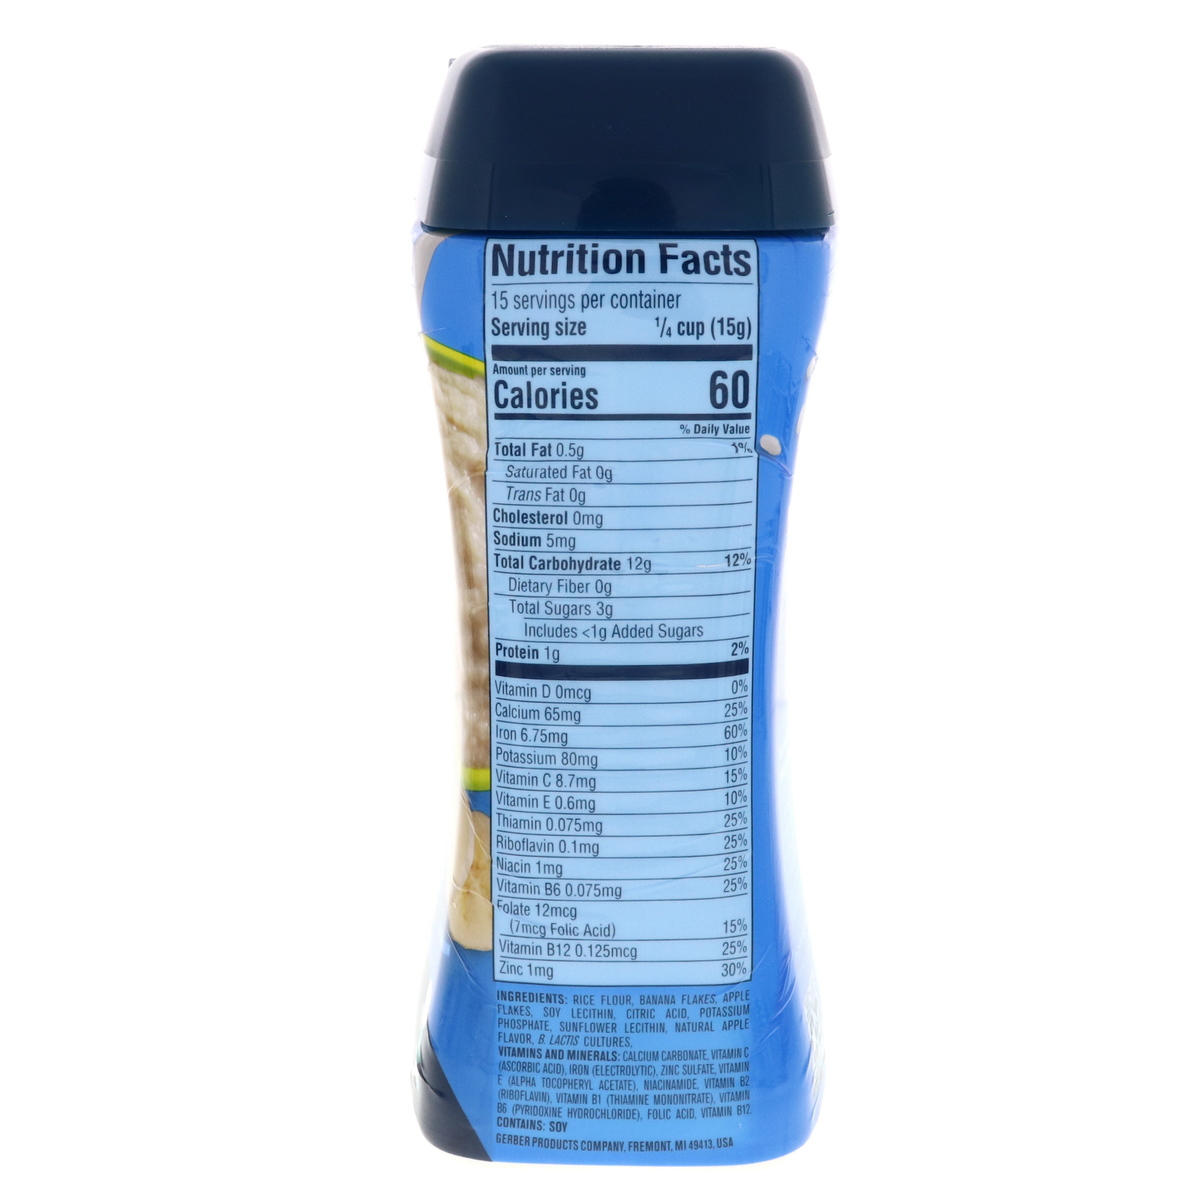 Nutrition Facts
15 servings per container
Serving size 1/4 cup (15g)
Amount per serving
Calories 60
% Daily Value
Total Fat 0.5g
Saturated Fat 0g
Trans Fat 0g
Cholesterol 0mg
Sodium 5mg
Total Carbohydrate 12g 12%
Dietary Fiber 0g
Total Sugars 3g
Includes <1g Added Sugars
Protein 1g 2%
Vitamin D 0mcg 0%
Calcium 65mg 25%
Iron 6.75mg 60%
Potassium 80mg 10%
Vitamin C 8.7mg 15%
Vitamin E 0.6mg 10%
Thiamin 0.075mg 25%
Riboflavin 0.1mg 25%
Niacin 1mg 25%
Vitamin B6 0.075mg 25%
Folate 12mcg
(7mcg Folic Acid) 15%
Vitamin B12 0.125mcg 25%
Zinc 1mg 30%
INGREDIENTS: RICE FLOUR, BANANA FLAKES, APPLE
FLAKES, SOY LECITHIN, CITRIC ACID, POTASSIUM
PHOSPHATE, SUNFLOWER LECITHIN, NATURAL APPLE
FLAVOR, B. LACTIS CULTURES.
VITAMINS AND MINERALS: CALCIUM CARBONATE, VITAMIN C
(ASCORBIC ACID), IRON (ELECTROLYTIC), ZINC SULFATE, VITAMIN
E (ALPHA TOCOPHERYL ACETATE), NIACINAMIDE, VITAMIN B2
(RIBOFLAVIN), VITAMIN B1 (THIAMINE MONONITRATE), VITAMIN
B6 (PYRIDOXINE HYDROCHLORIDE), FOLIC ACID, VITAMIN B12.
CONTAINS: SOY
GERBER PRODUCTS COMPANY, FREMONT, MI 49413, USA